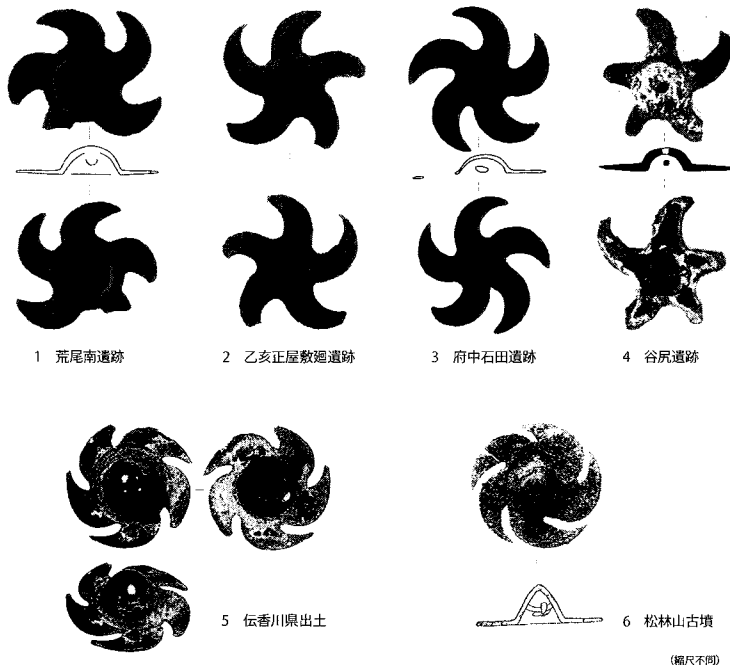 1 荒尾南遺跡
2 乙亥正屋敷廻遺跡
3 府中石田遺跡
4 谷尻遺跡
5 伝香川県出土
6 松林山古墳
(縮尺不同)